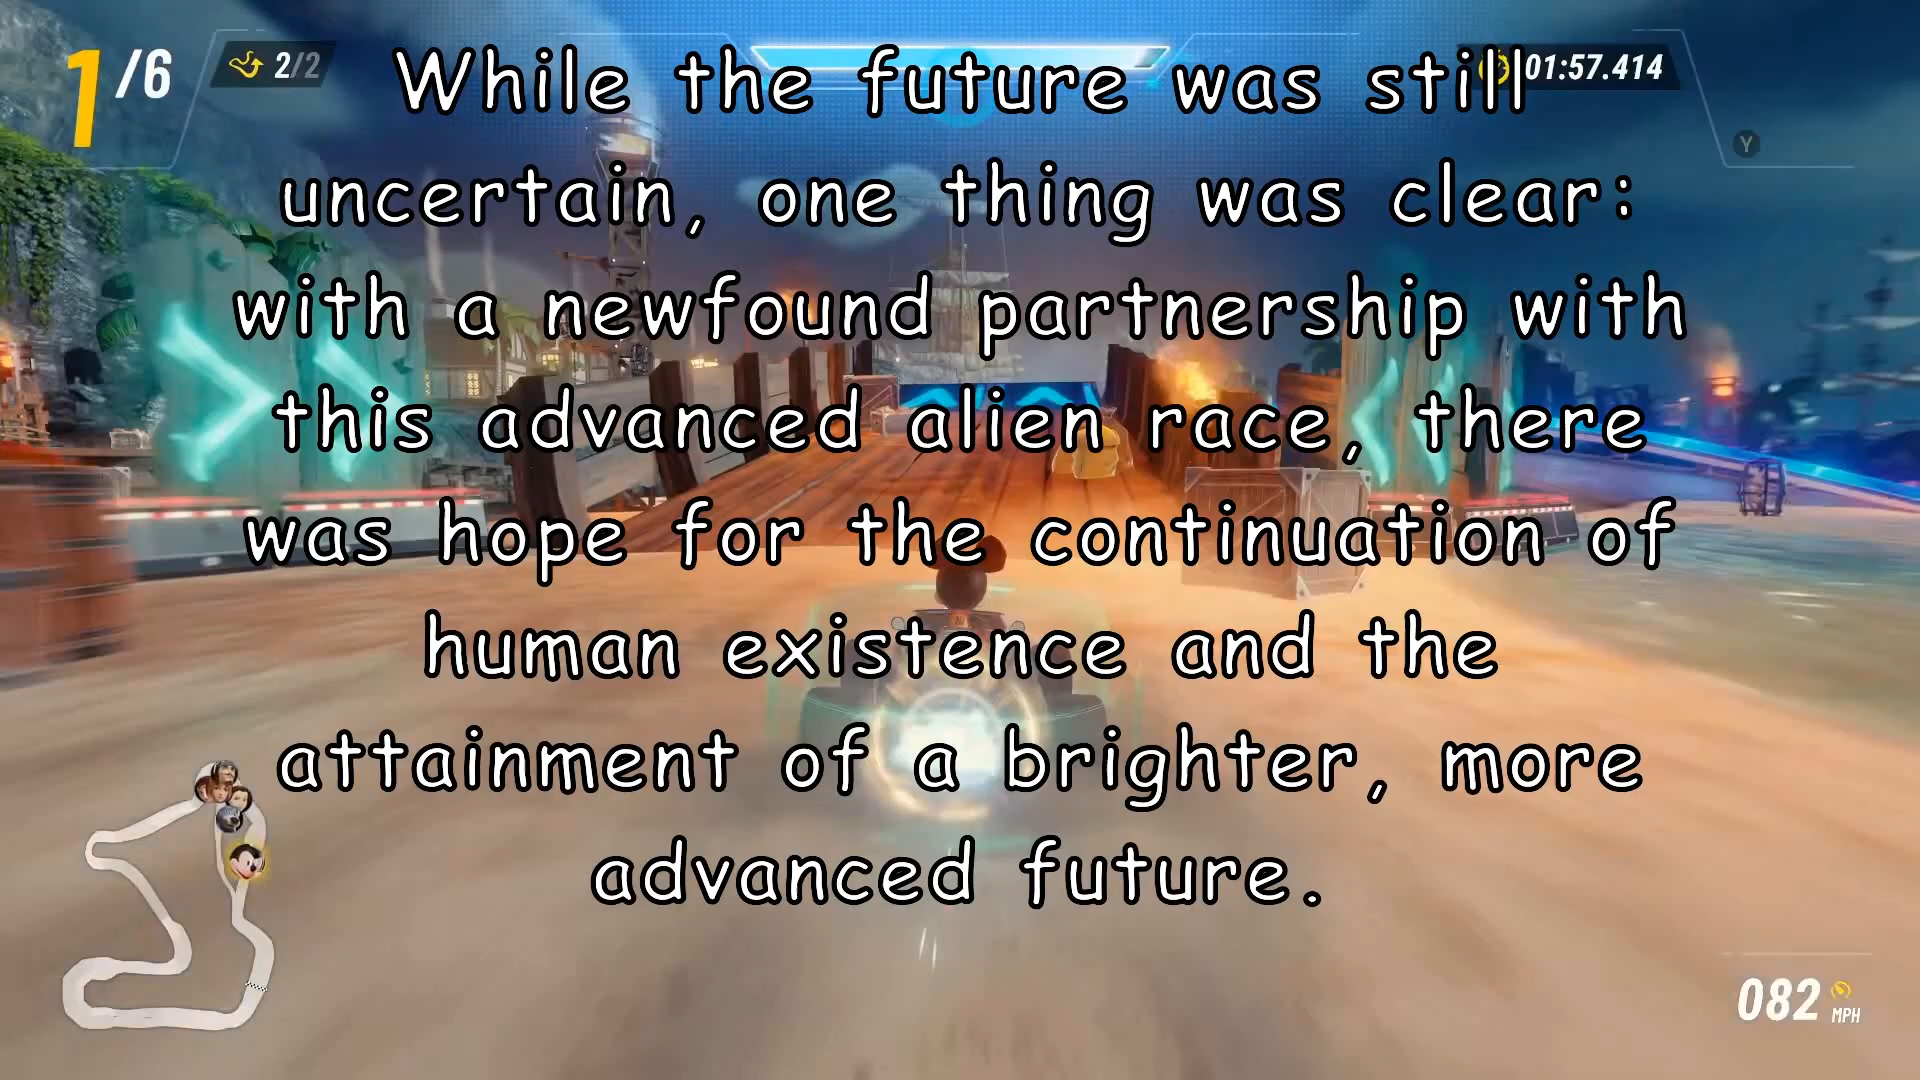 1/6
2/2
01:57.414
Y
While the future was still
uncertain, one thing was clear:
with a newfound partnership with
this advanced alien race, there
was hope for the continuation of
human existence and the
attainment of a brighter, more
advanced future.
082
MPH